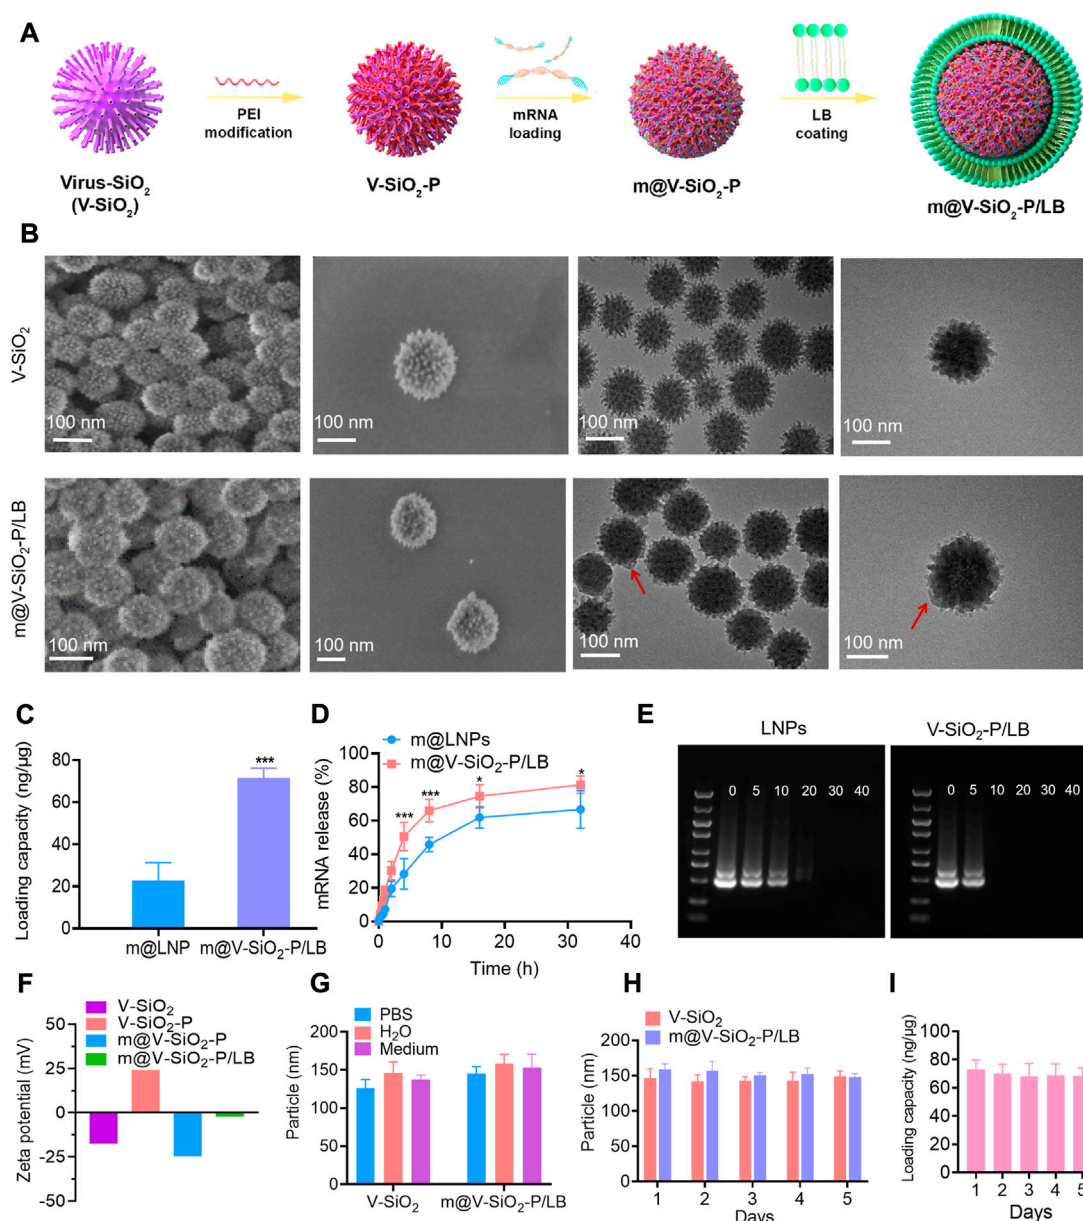 A
PEI
modification
mRNA
loading
LB
coating
Virus-SiO₂
(V-SiO₂)
V-SiO₂-P
m@V-SiO₂-P
m@V-SiO₂-P/LB
B
V-SiO₂
100 nm
100 nm
100 nm
100 nm
m@V-SiO₂-P/LB
100 nm
100 nm
100 nm
100 nm
C
Loading capacity (ng/μg)
80
60
40
20
0
***
m@LNP
m@V-SiO₂-P/LB
D
m@LNPs
m@V-SiO₂-P/LB
mRNA release (%)
100
80
60
40
20
0
***
***
*
*
0
10
20
30
40
Time (h)
E
LNPs
V-SiO₂-P/LB
0 5 10 20 30 40
0 5 10 20 30 40
F
V-SiO₂
V-SiO₂-P
m@V-SiO₂-P
m@V-SiO₂-P/LB
Zeta potential (mV)
50
25
0
-25
-50
G
PBS
H₂O
Medium
Particle (nm)
200
150
100
50
0
V-SiO₂
m@V-SiO₂-P/LB
H
V-SiO₂
m@V-SiO₂-P/LB
Particle (nm)
200
150
100
50
0
1 2 3 4 5
Days
I
Loading capacity (ng/μg)
100
80
60
40
20
0
1 2 3 4 5
Days